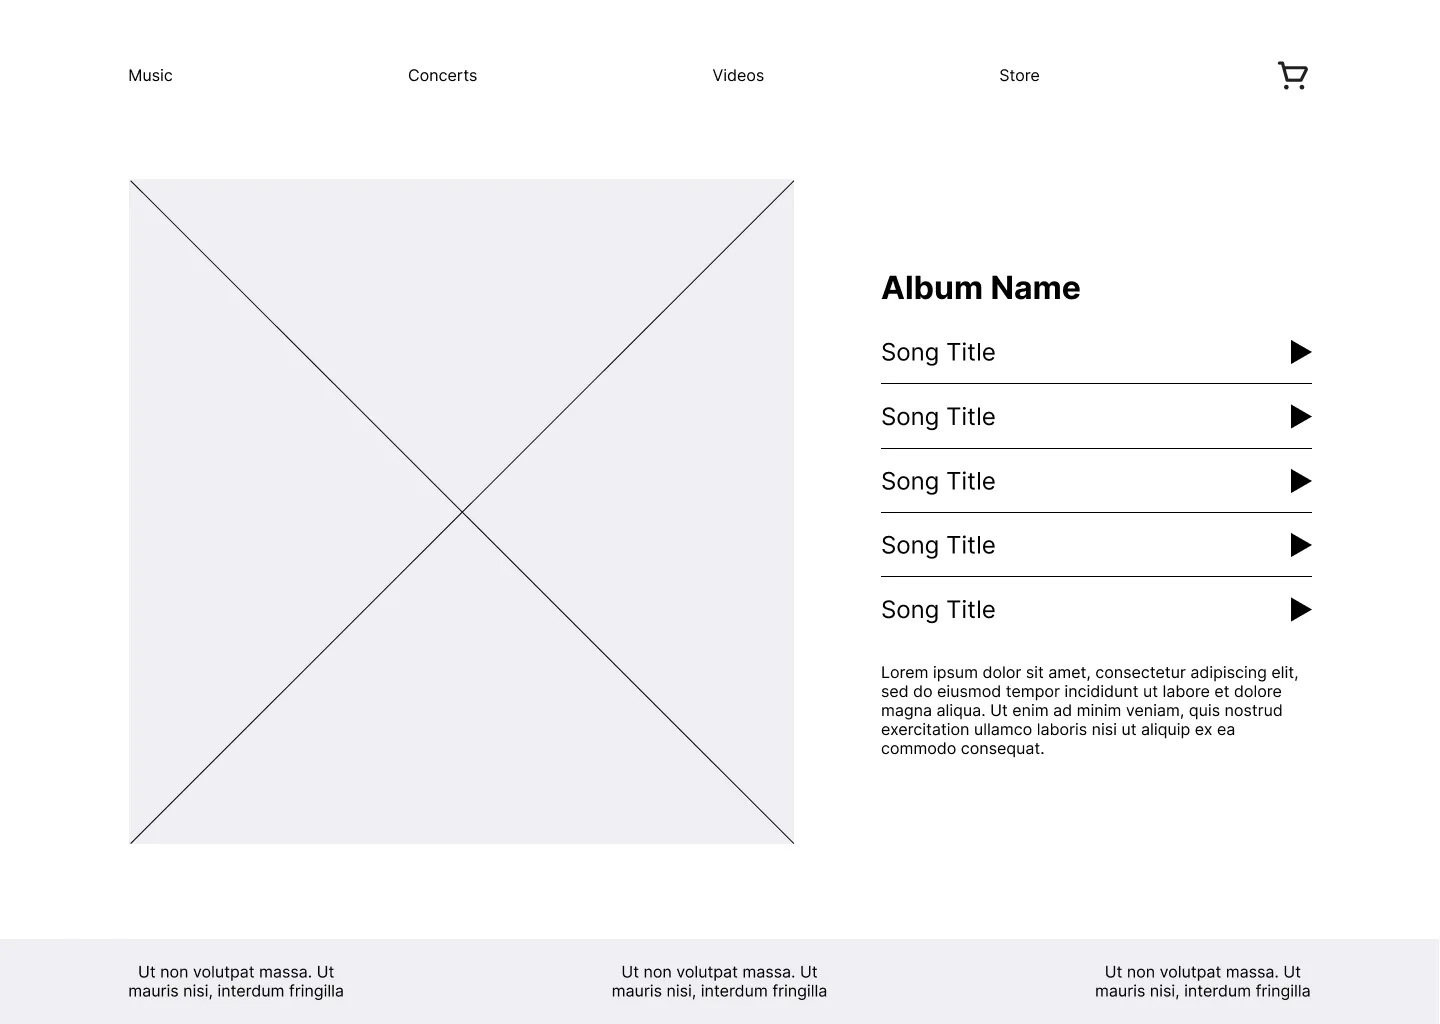 Music
Concerts
Videos
Store
Album Name
Song Title
Song Title
Song Title
Song Title
Song Title
Lorem ipsum dolor sit amet, consectetur adipiscing elit,
sed do eiusmod tempor incididunt ut labore et dolore
magna aliqua. Ut enim ad minim veniam, quis nostrud
exercitation ullamco laboris nisi ut aliquip ex ea
commodo consequat.
Ut non volutpat massa. Ut
mauris nisi, interdum fringilla
Ut non volutpat massa. Ut
mauris nisi, interdum fringilla
Ut non volutpat massa. Ut
mauris nisi, interdum fringilla